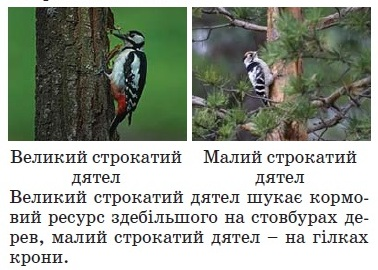 Великий строкатий дятел
Малий строкатий дятел
Великий строкатий дятел шукає кормо-
вий ресурс здебільшого на стовбурах де-
рев, малий строкатий дятел – на гілках
крони.